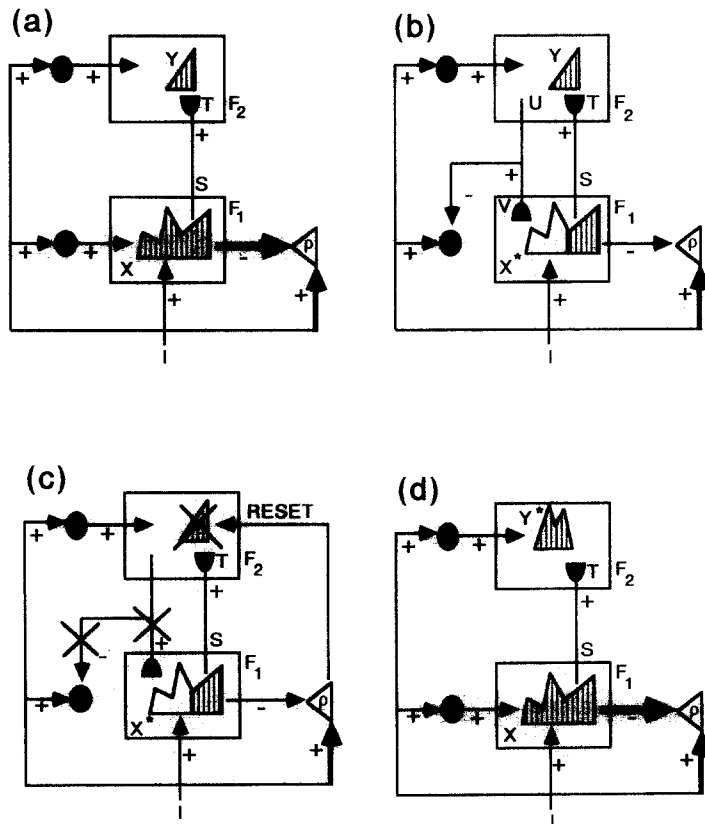 (a)
Y
+ +
T F2
+
S
F1
+ +
X
- ρ
+ +
I
(b)
Y
+ +
U T F2
+ +
-
S
V F1
+
X*
- ρ
+ +
I
(c)
RESET
+ +
T F2
+
+
-
S
F1
+
X*
- ρ
+ +
I
(d)
Y*
+ +
T F2
+
S
F1
+ +
X
- ρ
+ +
I